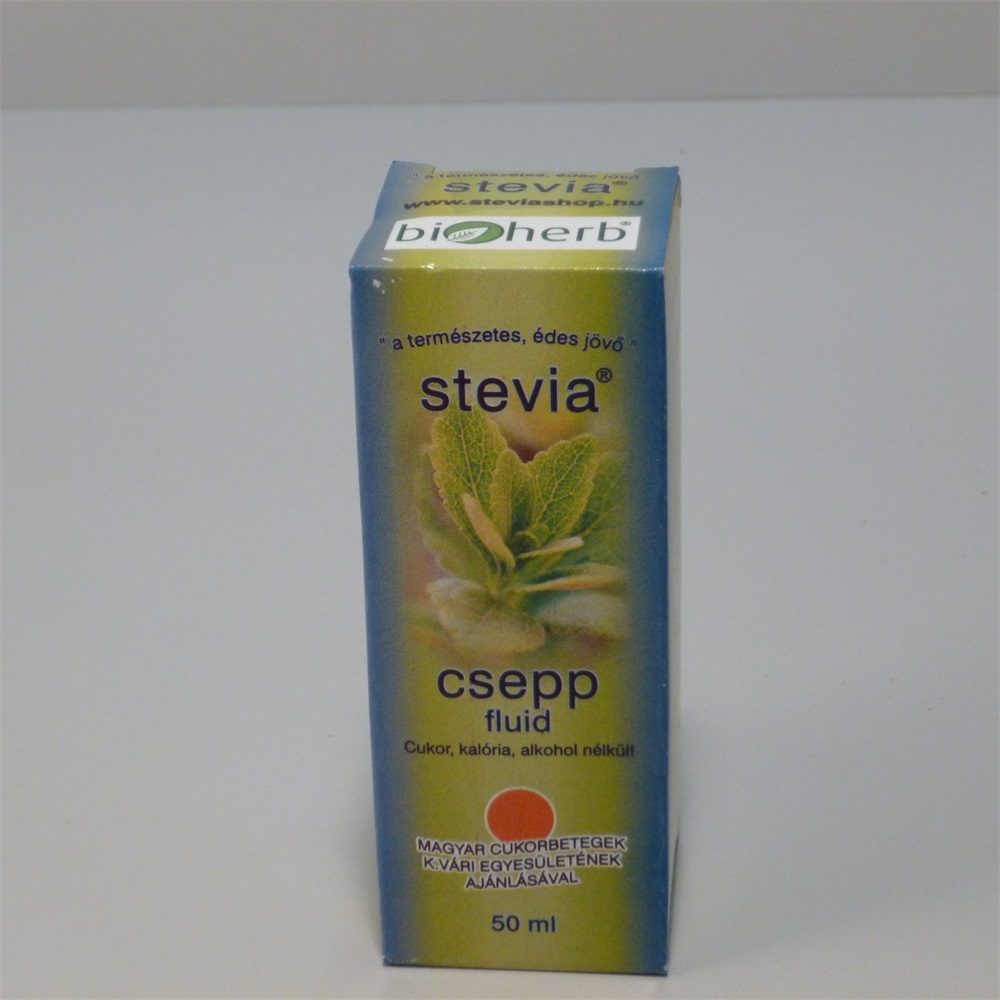 " a természetes, édes jövő
stevia®
www.steviashop.hu
bioherb®
" a természetes, édes jövő "
stevia®
csepp
fluid
Cukor, kalória, alkohol nélkül!
MAGYAR CUKORBETEGEK
K.VÁRI EGYESÜLETÉNEK
AJÁNLÁSÁVAL
50 ml